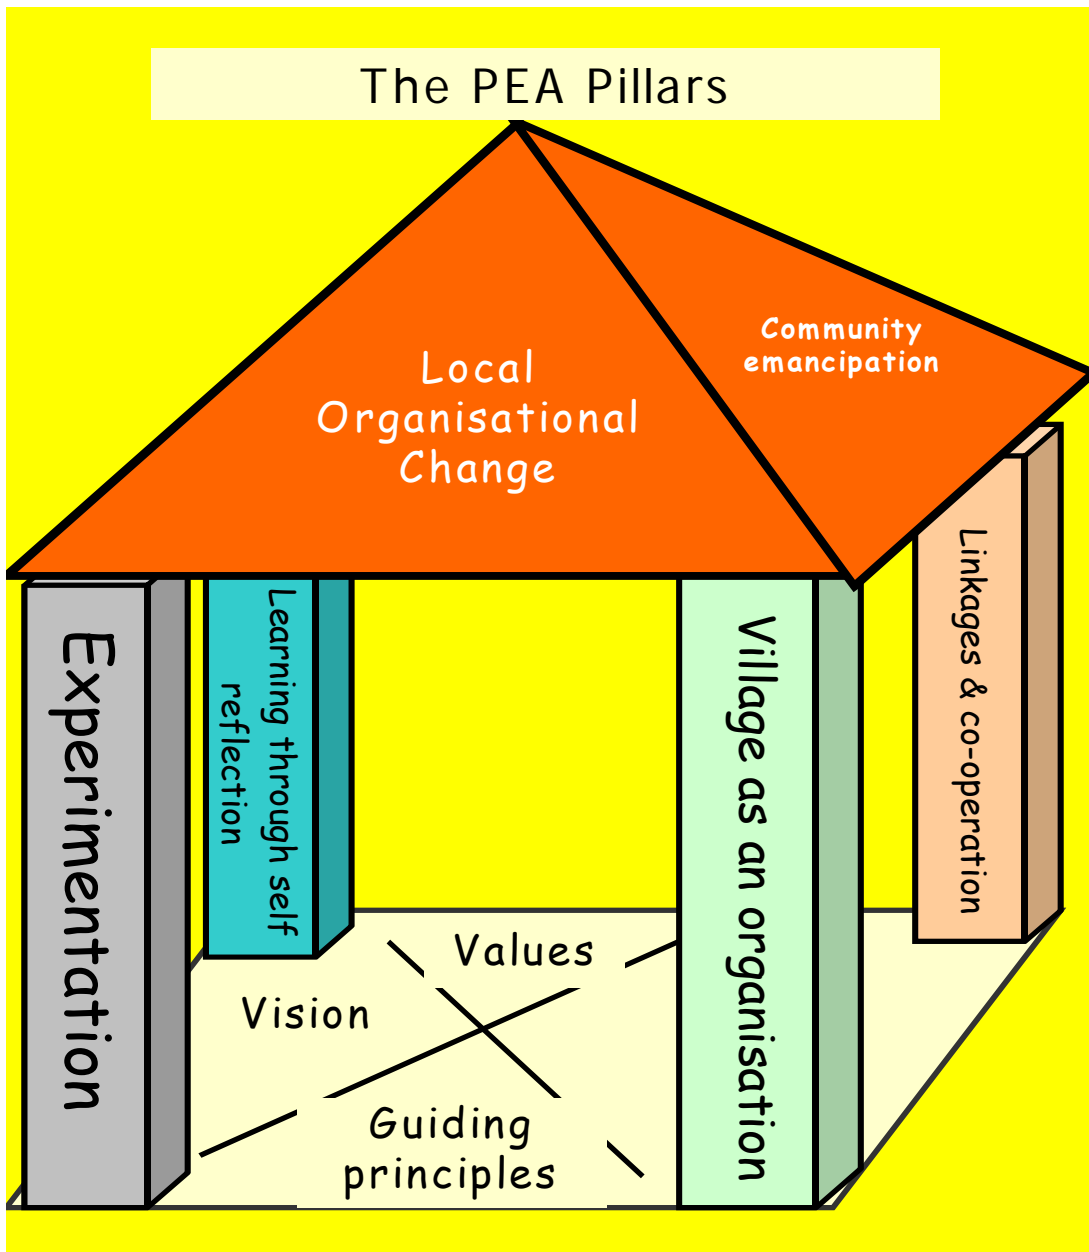 The PEA Pillars
Community
emancipation
Local
Organisational
Change
Experimentation
Learning through self
reflection
Village as an organisation
Linkages & co-operation
Values
Vision
Guiding
principles